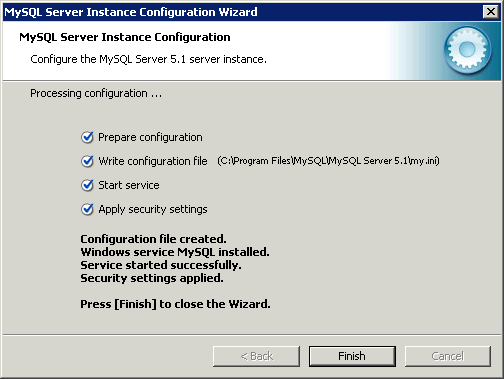 MySQL Server Instance Configuration Wizard
MySQL Server Instance Configuration
Configure the MySQL Server 5.1 server instance.
Processing configuration ...
Prepare configuration
Write configuration file (C:\Program Files\MySQL\MySQL Server 5.1\my.ini)
Start service
Apply security settings
Configuration file created.
Windows service MySQL installed.
Service started successfully.
Security settings applied.
Press [Finish] to close the Wizard.
< Back Finish Cancel